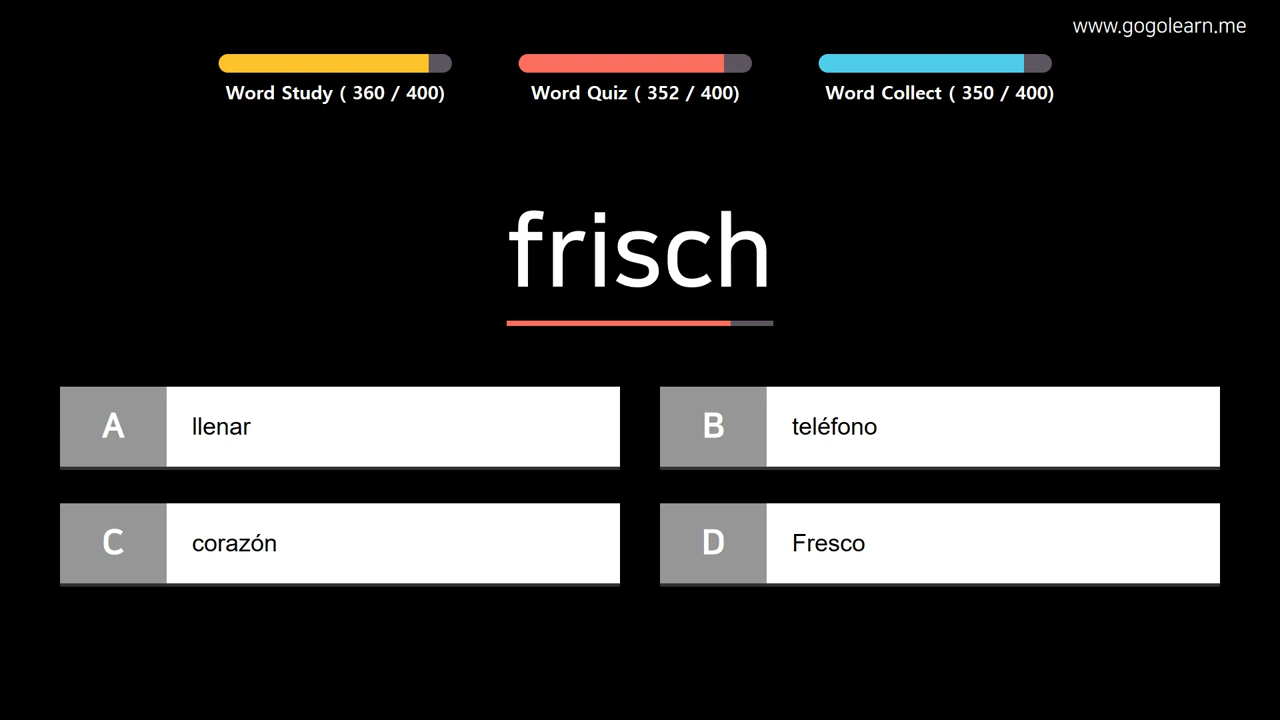 www.gogolearn.me
Word Study ( 360 / 400)
Word Quiz ( 352 / 400)
Word Collect ( 350 / 400)
frisch
A
llenar
B
teléfono
C
corazón
D
Fresco